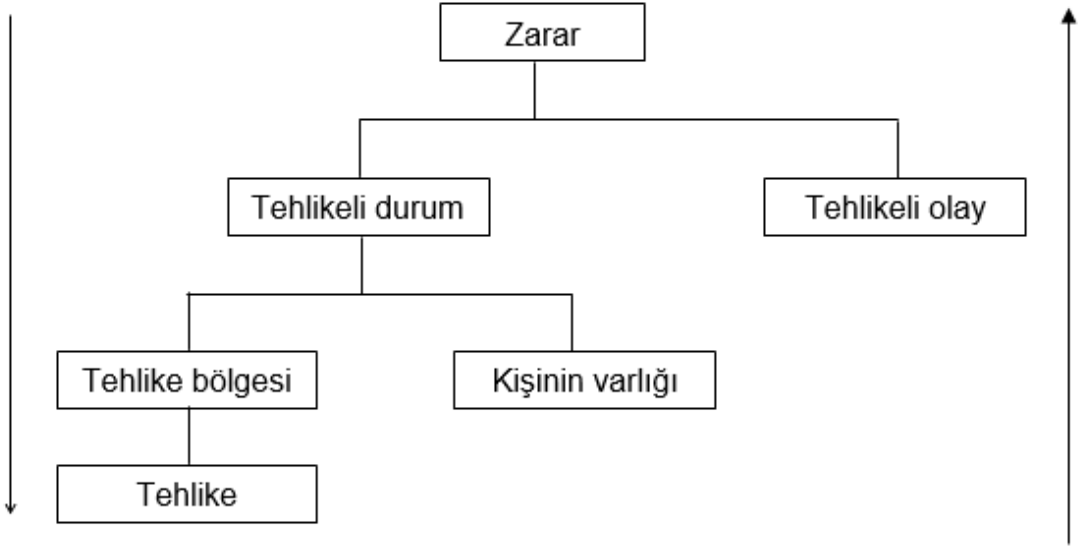 Zarar
Tehlikeli durum
Tehlikeli olay
Tehlike bölgesi
Kişinin varlığı
Tehlike